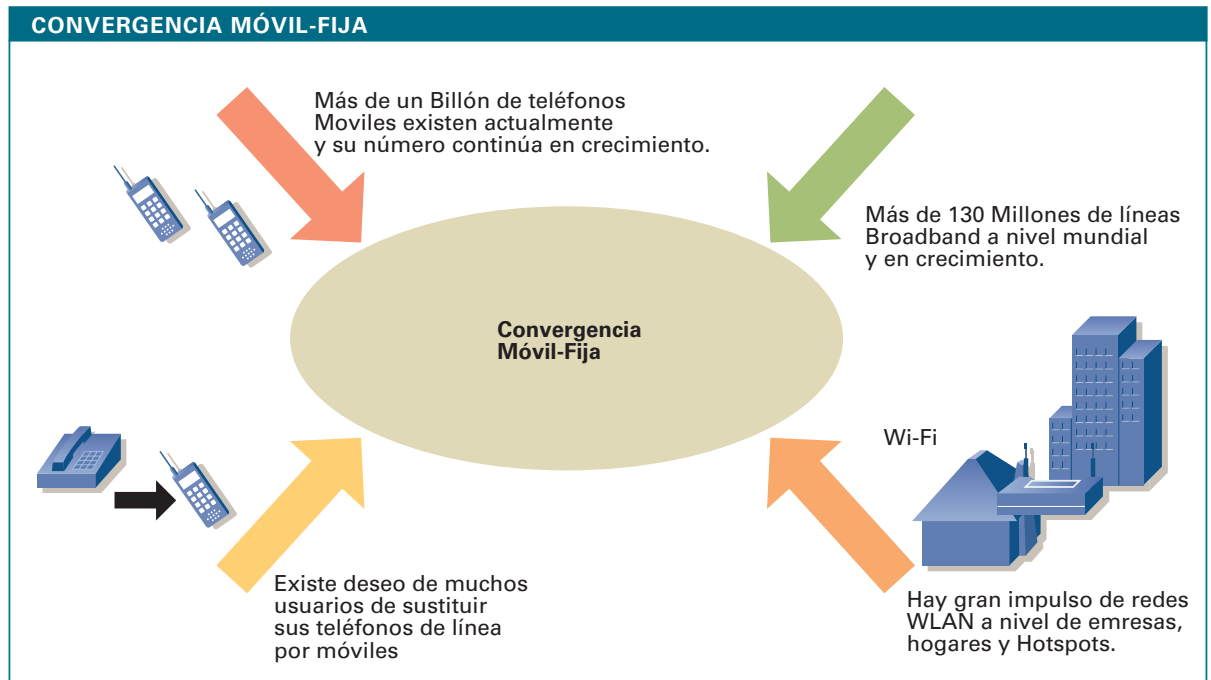 CONVERGENCIA MÓVIL-FIJA
Más de un Billón de teléfonos
Moviles existen actualmente
y su número continúa en crecimiento.
Más de 130 Millones de líneas
Broadband a nivel mundial
y en crecimiento.
Convergencia
Móvil-Fija
Wi-Fi
Existe deseo de muchos
usuarios de sustituir
sus teléfonos de línea
por móviles
Hay gran impulso de redes
WLAN a nivel de emresas,
hogares y Hotspots.